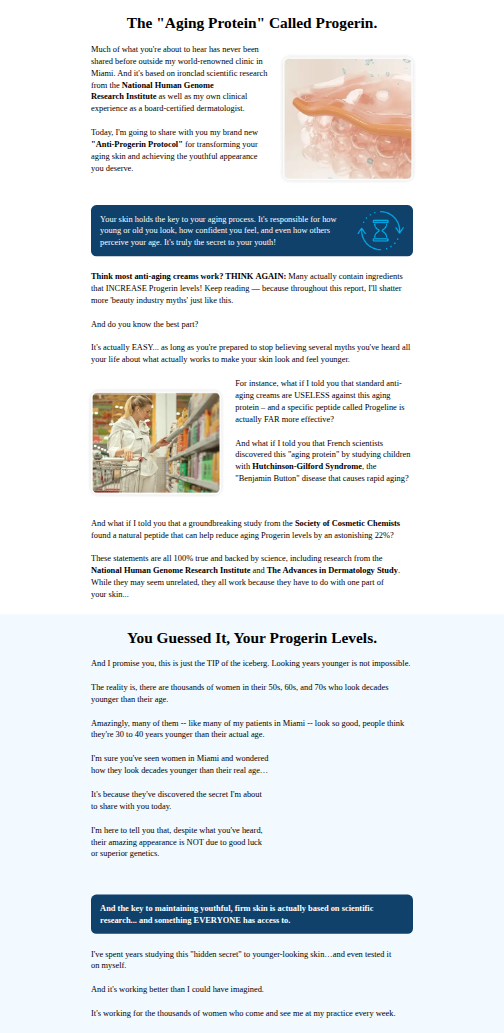 The "Aging Protein" Called Progerin.
Much of what you're about to hear has never been
shared before outside my world-renowned clinic in
Miami. And it's based on ironclad scientific research
from the National Human Genome
Research Institute as well as my own clinical
experience as a board-certified dermatologist.
Today, I'm going to share with you my brand new
"Anti-Progerin Protocol" for transforming your
aging skin and achieving the youthful appearance
you deserve.
Your skin holds the key to your aging process. It's responsible for how
young or old you look, how confident you feel, and even how others
perceive your age. It's truly the secret to your youth!
Think most anti-aging creams work? THINK AGAIN: Many actually contain ingredients
that INCREASE Progerin levels! Keep reading — because throughout this report, I'll shatter
more 'beauty industry myths' just like this.
And do you know the best part?
It's actually EASY... as long as you're prepared to stop believing several myths you've heard all
your life about what actually works to make your skin look and feel younger.
For instance, what if I told you that standard anti-
aging creams are USELESS against this aging
protein – and a specific peptide called Progeline is
actually FAR more effective?
And what if I told you that French scientists
discovered this "aging protein" by studying children
with Hutchinson-Gilford Syndrome, the
"Benjamin Button" disease that causes rapid aging?
And what if I told you that a groundbreaking study from the Society of Cosmetic Chemists
found a natural peptide that can help reduce aging Progerin levels by an astonishing 22%?
These statements are all 100% true and backed by science, including research from the
National Human Genome Research Institute and The Advances in Dermatology Study.
While they may seem unrelated, they all work because they have to do with one part of
your skin...
You Guessed It, Your Progerin Levels.
And I promise you, this is just the TIP of the iceberg. Looking years younger is not impossible.
The reality is, there are thousands of women in their 50s, 60s, and 70s who look decades
younger than their age.
Amazingly, many of them -- like many of my patients in Miami -- look so good, people think
they're 30 to 40 years younger than their actual age.
I'm sure you've seen women in Miami and wondered
how they look decades younger than their real age…
It's because they've discovered the secret I'm about
to share with you today.
I'm here to tell you that, despite what you've heard,
their amazing appearance is NOT due to good luck
or superior genetics.
And the key to maintaining youthful, firm skin is actually based on scientific
research... and something EVERYONE has access to.
I've spent years studying this "hidden secret" to younger-looking skin…and even tested it
on myself.
And it's working better than I could have imagined.
It's working for the thousands of women who come and see me at my practice every week.